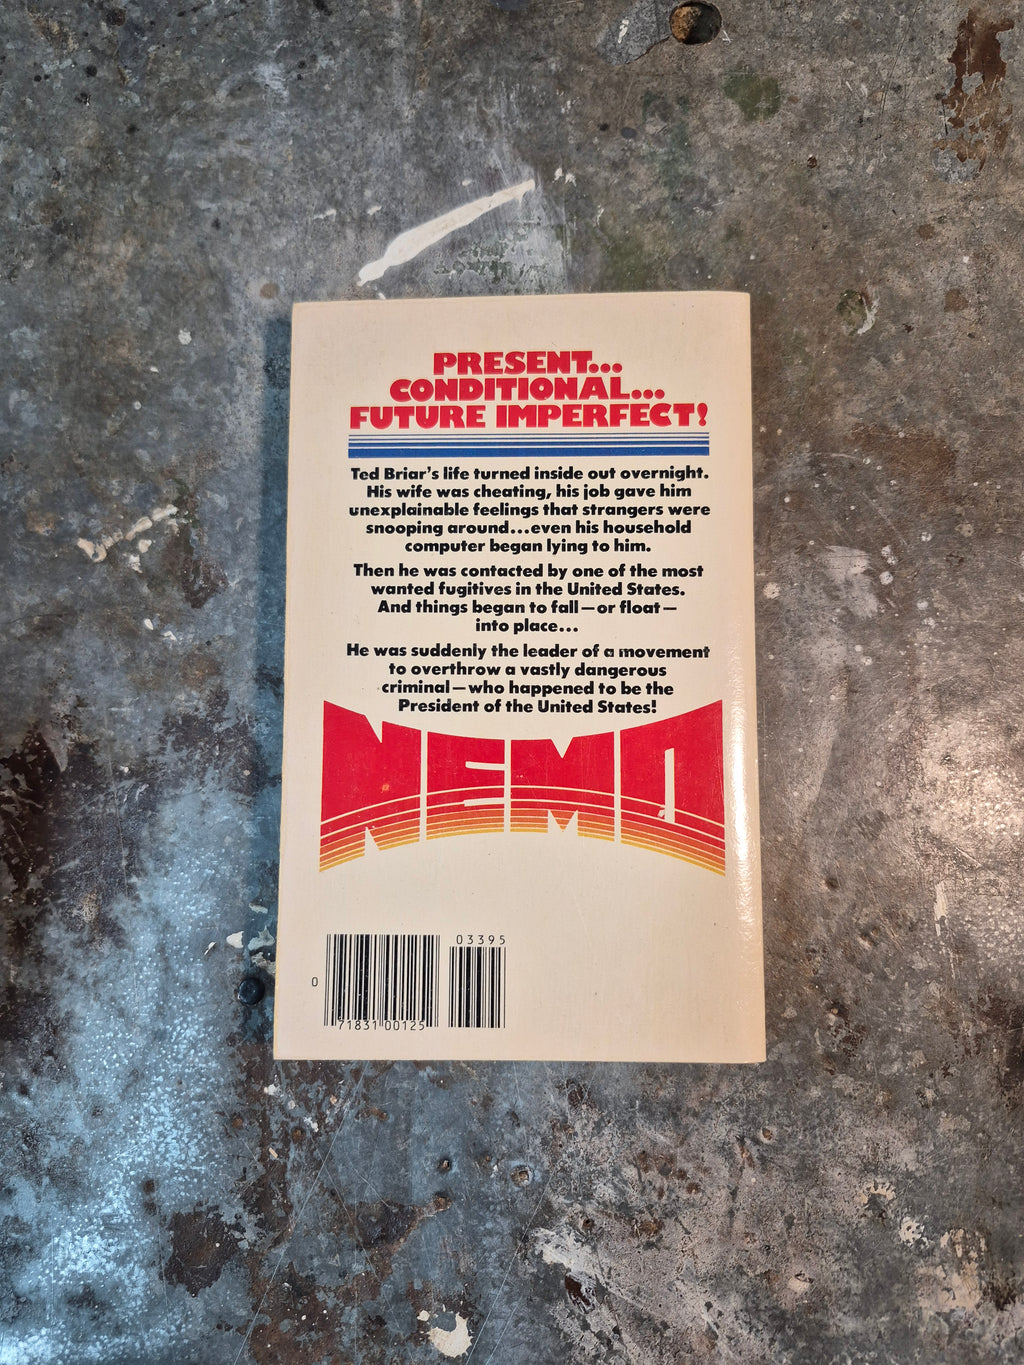 PRESENT...
CONDITIONAL...
FUTURE IMPERFECT!
Ted Briar's life turned inside out overnight.
His wife was cheating, his job gave him
unexplainable feelings that strangers were
snooping around...even his household
computer began lying to him.
Then he was contacted by one of the most
wanted fugitives in the United States.
And things began to fall—or float—
into place...
He was suddenly the leader of a movement
to overthrow a vastly dangerous
criminal—who happened to be the
President of the United States!
NEMO
03395
0
71831 00125